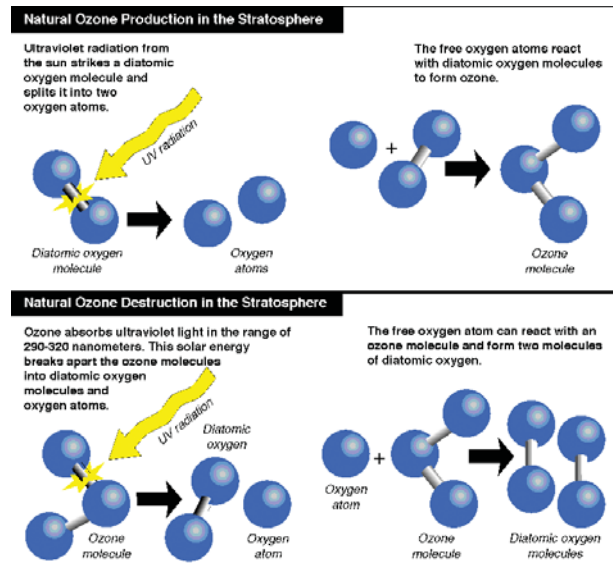 Natural Ozone Production in the Stratosphere
Ultraviolet radiation from
the sun strikes a diatomic
oxygen molecule and
splits it into two
oxygen atoms.
The free oxygen atoms react
with diatomic oxygen molecules
to form ozone.
UV radiation
+
Diatomic oxygen
molecule
Oxygen
atoms
Ozone
molecule
Natural Ozone Destruction in the Stratosphere
Ozone absorbs ultraviolet light in the range of
290-320 nanometers. This solar energy
breaks apart the ozone molecules
into diatomic oxygen
molecules and
oxygen atoms.
The free oxygen atom can react with an
ozone molecule and form two molecules
of diatomic oxygen.
UV radiation
Diatomic
oxygen
+
Ozone
molecule
Oxygen
atom
Oxygen
atom
Ozone
molecule
Diatomic oxygen
molecules